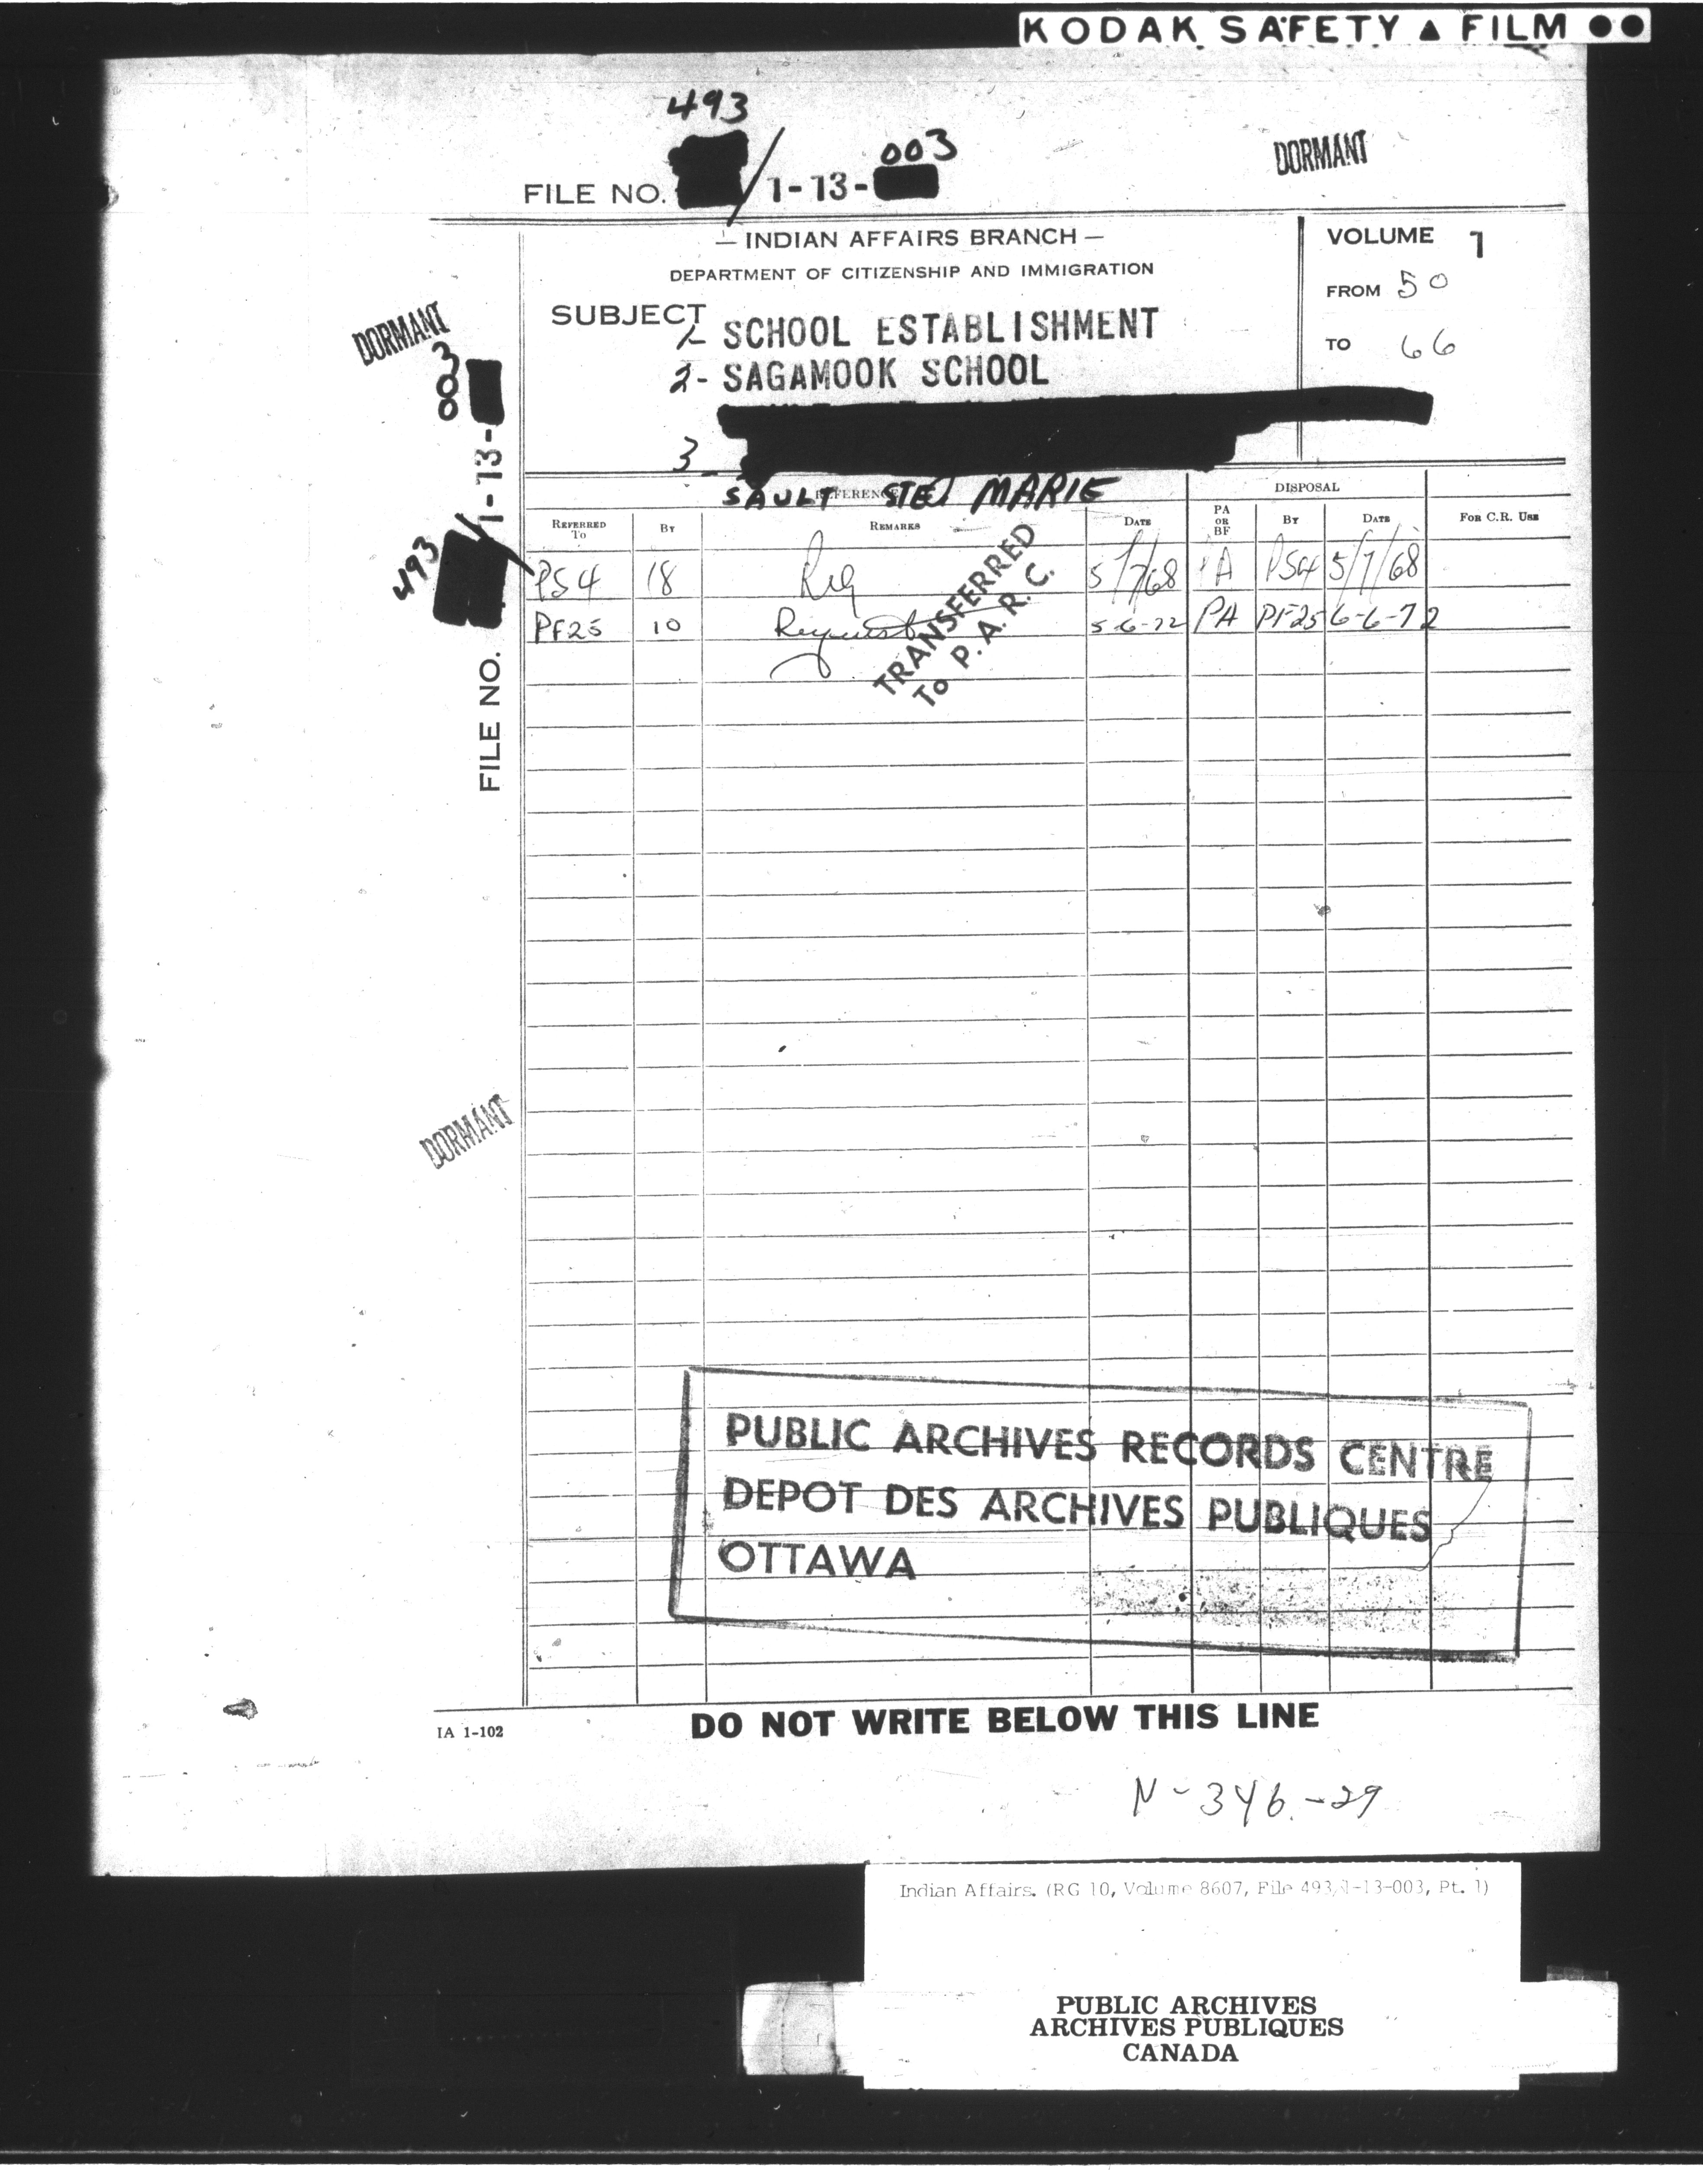 KODAK SAFETY ▲ FILM ●●
493
003
DORMANT
FILE NO. / 1-13-
— INDIAN AFFAIRS BRANCH —
DEPARTMENT OF CITIZENSHIP AND IMMIGRATION
VOLUME 1
FROM 50
TO 66
SUBJECT
1- SCHOOL ESTABLISHMENT
2- SAGAMOOK SCHOOL
3-
SAULT STE MARIE
DORMANT
FILE NO. 493/1-13-003
REFERENCE
DISPOSAL
REFERRED TO BY REMARKS DATE PA OR BF BY DATE FOR C.R. USE
PS4 18 5/7/68 PA PS4 5/7/68
PF25 10 Request 5-6-72 PA PF25 6-6-72
TRANSFERRED
To P. A. R. C.
DORMANT
PUBLIC ARCHIVES RECORDS CENTRE
DEPOT DES ARCHIVES PUBLIQUES
OTTAWA
IA 1-102
DO NOT WRITE BELOW THIS LINE
N-346-29
Indian Affairs. (RG 10, Volume 8607, File 493/1-13-003, Pt. 1)
PUBLIC ARCHIVES
ARCHIVES PUBLIQUES
CANADA